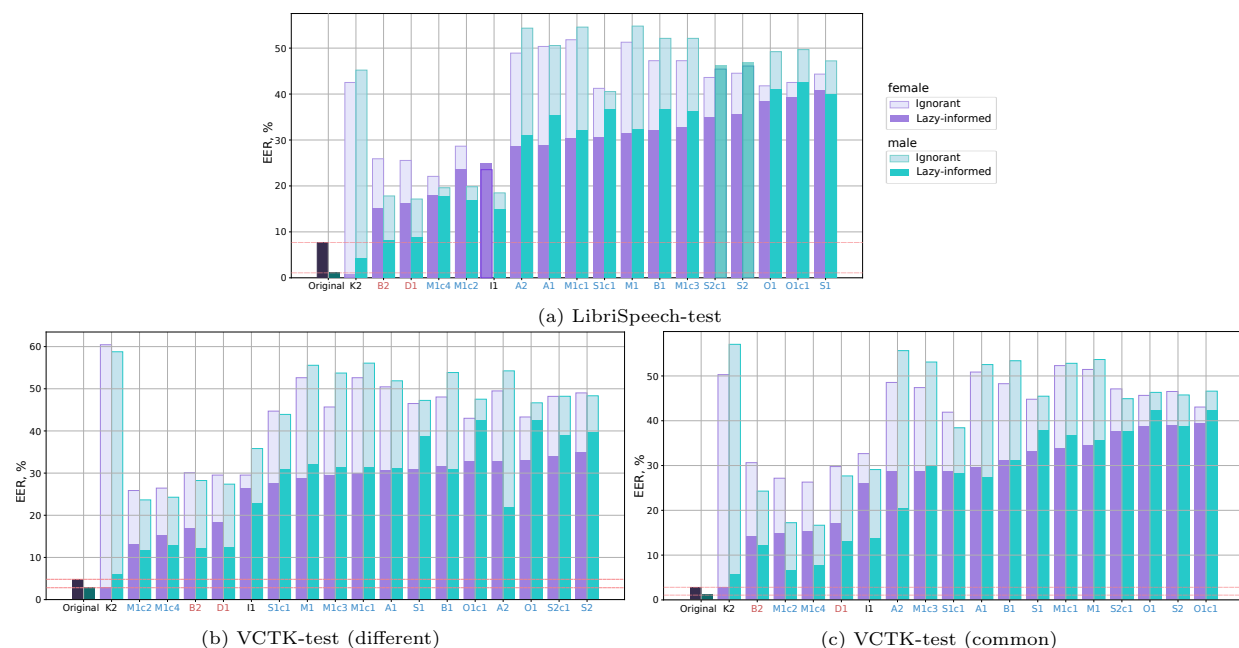 50
40
30
20
10
0
EER, %
Original K2 B2 D1 M1c4 M1c2 I1 A2 A1 M1c1 S1c1 M1 B1 M1c3 S2c1 S2 O1 O1c1 S1
female
Ignorant
Lazy-informed
male
Ignorant
Lazy-informed
(a) LibriSpeech-test
60
50
40
30
20
10
0
EER, %
Original K2 M1c2 M1c4 B2 D1 I1 S1c1 M1 M1c3 M1c1 A1 S1 B1 O1c1 A2 O1 S2c1 S2
(b) VCTK-test (different)
50
40
30
20
10
0
EER, %
Original K2 B2 M1c2 M1c4 D1 I1 A2 M1c3 S1c1 A1 B1 S1 M1c1 M1 S2c1 O1 S2 O1c1
(c) VCTK-test (common)